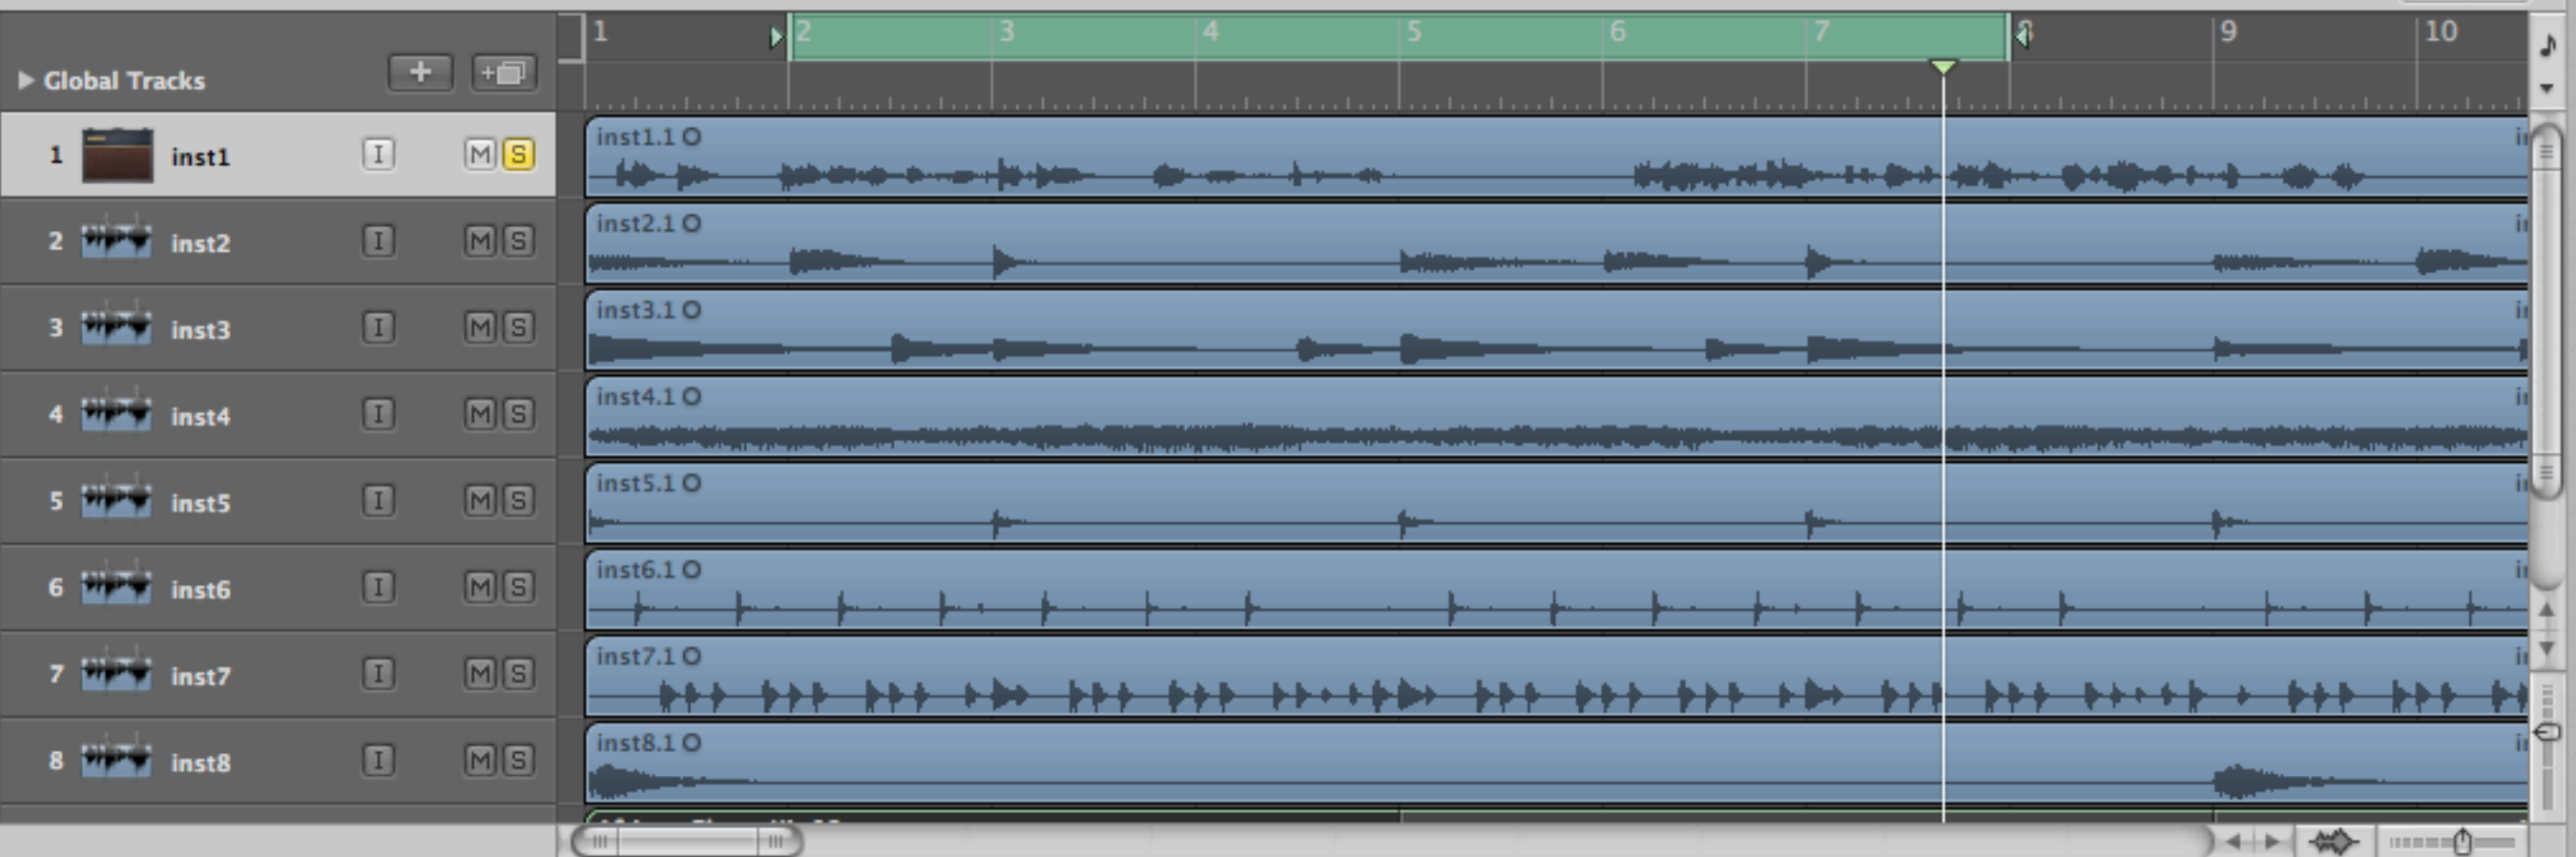 1 2 3 4 5 6 7 8 9 10
Global Tracks
1 inst1 I M S
inst1.1
2 inst2 I M S
inst2.1
3 inst3 I M S
inst3.1
4 inst4 I M S
inst4.1
5 inst5 I M S
inst5.1
6 inst6 I M S
inst6.1
7 inst7 I M S
inst7.1
8 inst8 I M S
inst8.1